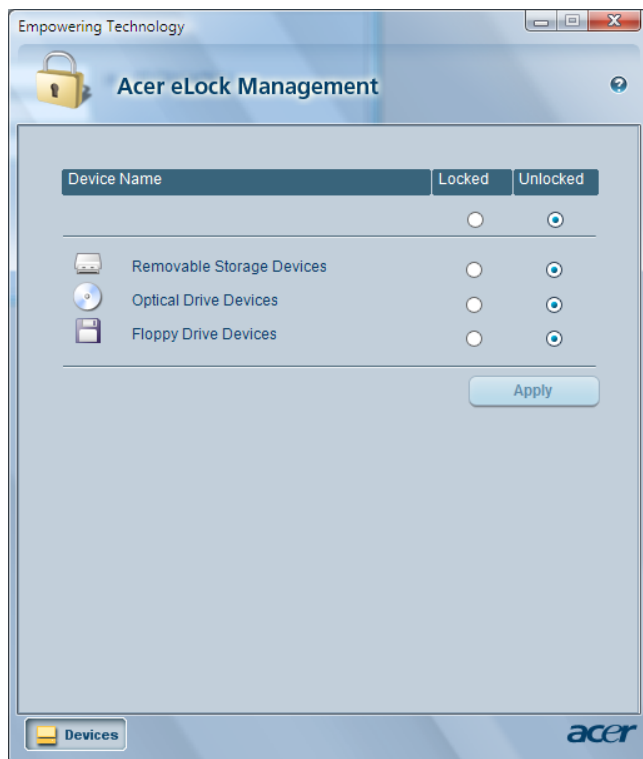 Empowering Technology
Acer eLock Management
Device Name Locked Unlocked
Removable Storage Devices
Optical Drive Devices
Floppy Drive Devices
Apply
Devices
acer